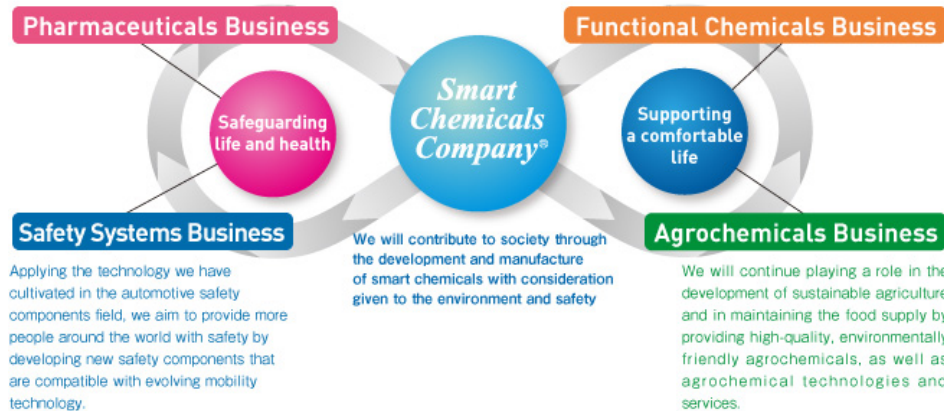 Pharmaceuticals Business
Functional Chemicals Business
Safeguarding
life and health
Smart
Chemicals
Company®
Supporting
a comfortable
life
Safety Systems Business
Agrochemicals Business
Applying the technology we have
cultivated in the automotive safety
components field, we aim to provide more
people around the world with safety by
developing new safety components that
are compatible with evolving mobility
technology.
We will contribute to society through
the development and manufacture
of smart chemicals with consideration
given to the environment and safety
We will continue playing a role in the
development of sustainable agriculture
and in maintaining the food supply by
providing high-quality, environmentally
friendly agrochemicals, as well as
agrochemical technologies and
services.